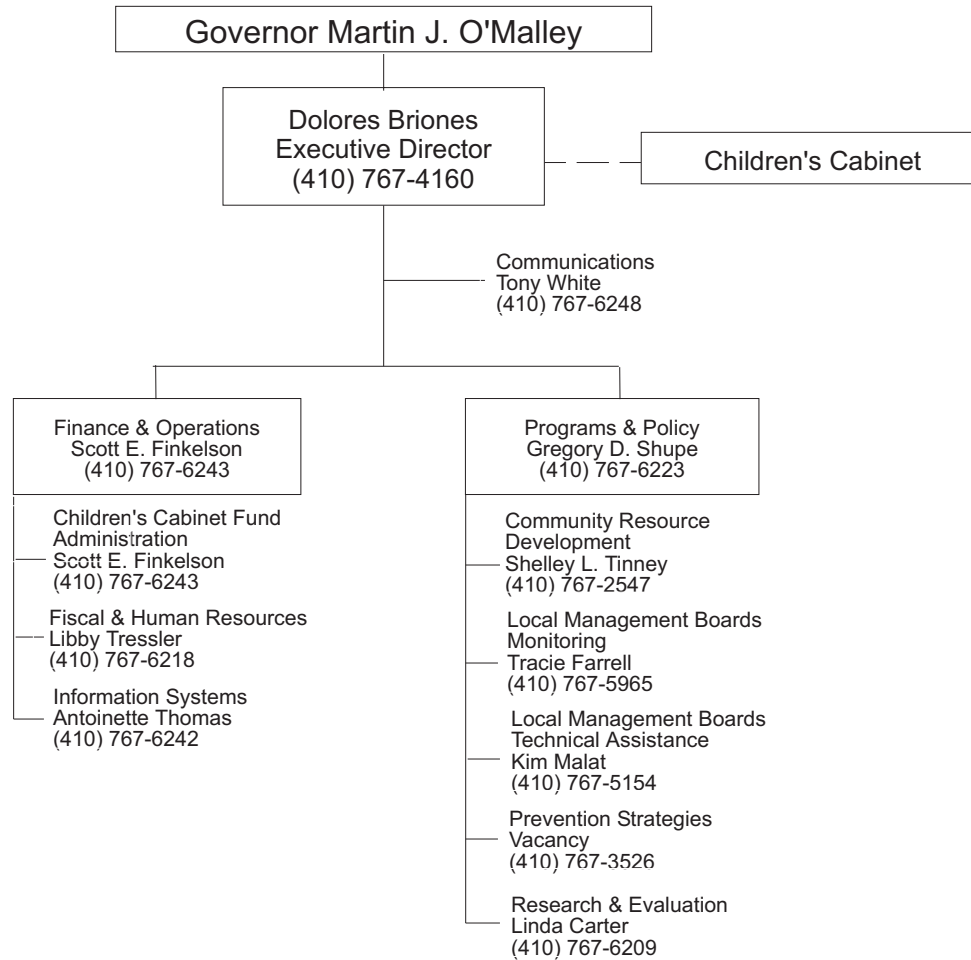 Governor Martin J. O'Malley
Dolores Briones
Executive Director
(410) 767-4160
Children's Cabinet
Communications
Tony White
(410) 767-6248
Finance & Operations
Scott E. Finkelson
(410) 767-6243
Children's Cabinet Fund
Administration
Scott E. Finkelson
(410) 767-6243
Fiscal & Human Resources
Libby Tressler
(410) 767-6218
Information Systems
Antoinette Thomas
(410) 767-6242
Programs & Policy
Gregory D. Shupe
(410) 767-6223
Community Resource
Development
Shelley L. Tinney
(410) 767-2547
Local Management Boards
Monitoring
Tracie Farrell
(410) 767-5965
Local Management Boards
Technical Assistance
Kim Malat
(410) 767-5154
Prevention Strategies
Vacancy
(410) 767-3526
Research & Evaluation
Linda Carter
(410) 767-6209